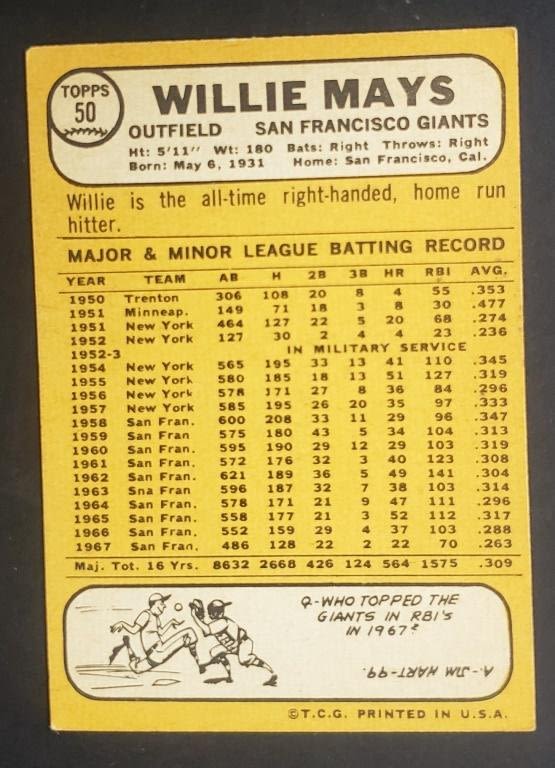 TOPPS
50
WILLIE MAYS
OUTFIELD SAN FRANCISCO GIANTS
Ht: 5'11" Wt: 180 Bats: Right Throws: Right
Born: May 6, 1931 Home: San Francisco, Cal.
Willie is the all-time right-handed, home run
hitter.
MAJOR & MINOR LEAGUE BATTING RECORD
YEAR TEAM AB H 2B 3B HR RBI AVG.
1950 Trenton 306 108 20 8 4 55 .353
1951 Minneap. 149 71 18 3 8 30 .477
1951 New York 464 127 22 5 20 68 .274
1952 New York 127 30 2 4 4 23 .236
1952-3 IN MILITARY SERVICE
1954 New York 565 195 33 13 41 110 .345
1955 New York 580 185 18 13 51 127 .319
1956 New York 578 171 27 8 36 84 .296
1957 New York 585 195 26 20 35 97 .333
1958 San Fran. 600 208 33 11 29 96 .347
1959 San Fran 575 180 43 5 34 104 .313
1960 San Fran. 595 190 29 12 29 103 .319
1961 San Fran. 572 176 32 3 40 123 .308
1962 San Fran. 621 189 36 5 49 141 .304
1963 Sna Fran 596 187 32 7 38 103 .314
1964 San Fran. 578 171 21 9 47 111 .296
1965 San Fran. 558 177 21 3 52 112 .317
1966 San Fran. 552 159 29 4 37 103 .288
1967 San Fran. 486 128 22 2 22 70 .263
Maj. Tot. 16 Yrs. 8632 2668 426 124 564 1575 .309
Q-WHO TOPPED THE
GIANTS IN RBI'S
IN 1967?
A-JIM HART-99.
©T.C.G. PRINTED IN U.S.A.